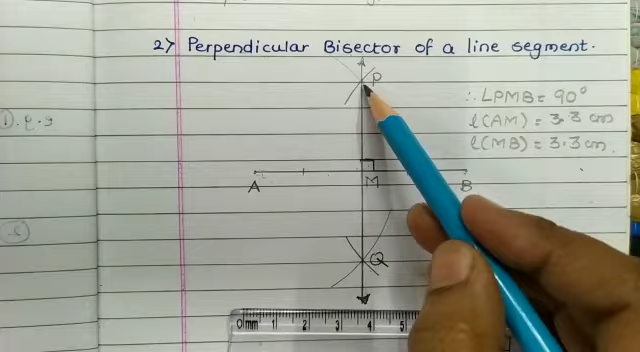 2) Perpendicular Bisector of a line segment.
P
∴ ∠PMB = 90°
l(AM) = 3.3 cm
l(MB) = 3.3 cm.
A M B
Q
0mm 1 2 3 4 5